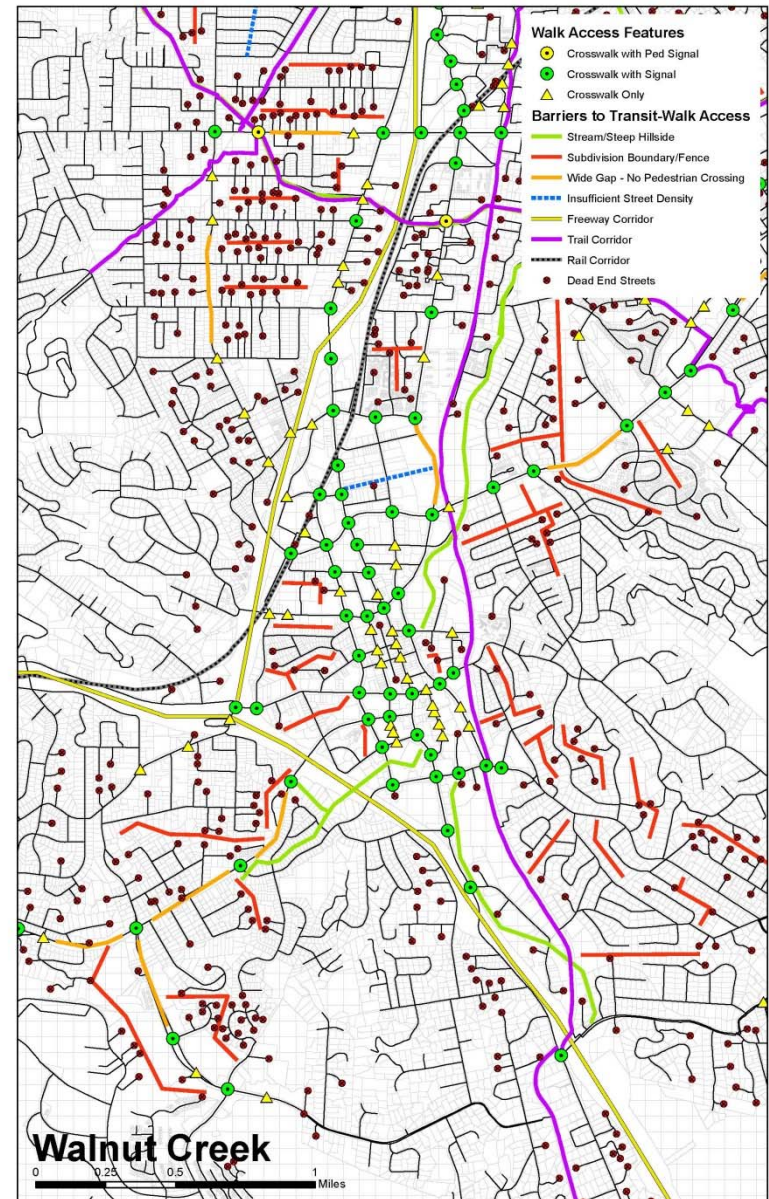 Walk Access Features
Crosswalk with Ped Signal
Crosswalk with Signal
Crosswalk Only
Barriers to Transit-Walk Access
Stream/Steep Hillside
Subdivision Boundary/Fence
Wide Gap - No Pedestrian Crossing
Insufficient Street Density
Freeway Corridor
Trail Corridor
Rail Corridor
Dead End Streets
Walnut Creek
0 0.25 0.5 1
Miles